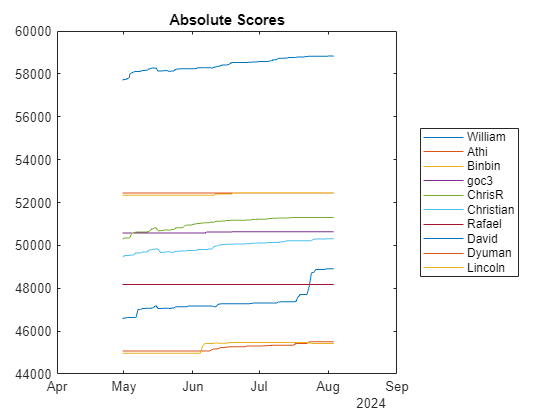 Absolute Scores
60000
58000
56000
54000
52000
50000
48000
46000
44000
Apr
May
Jun
Jul
Aug
Sep
2024
William
Athi
Binbin
goc3
ChrisR
Christian
Rafael
David
Dyuman
Lincoln